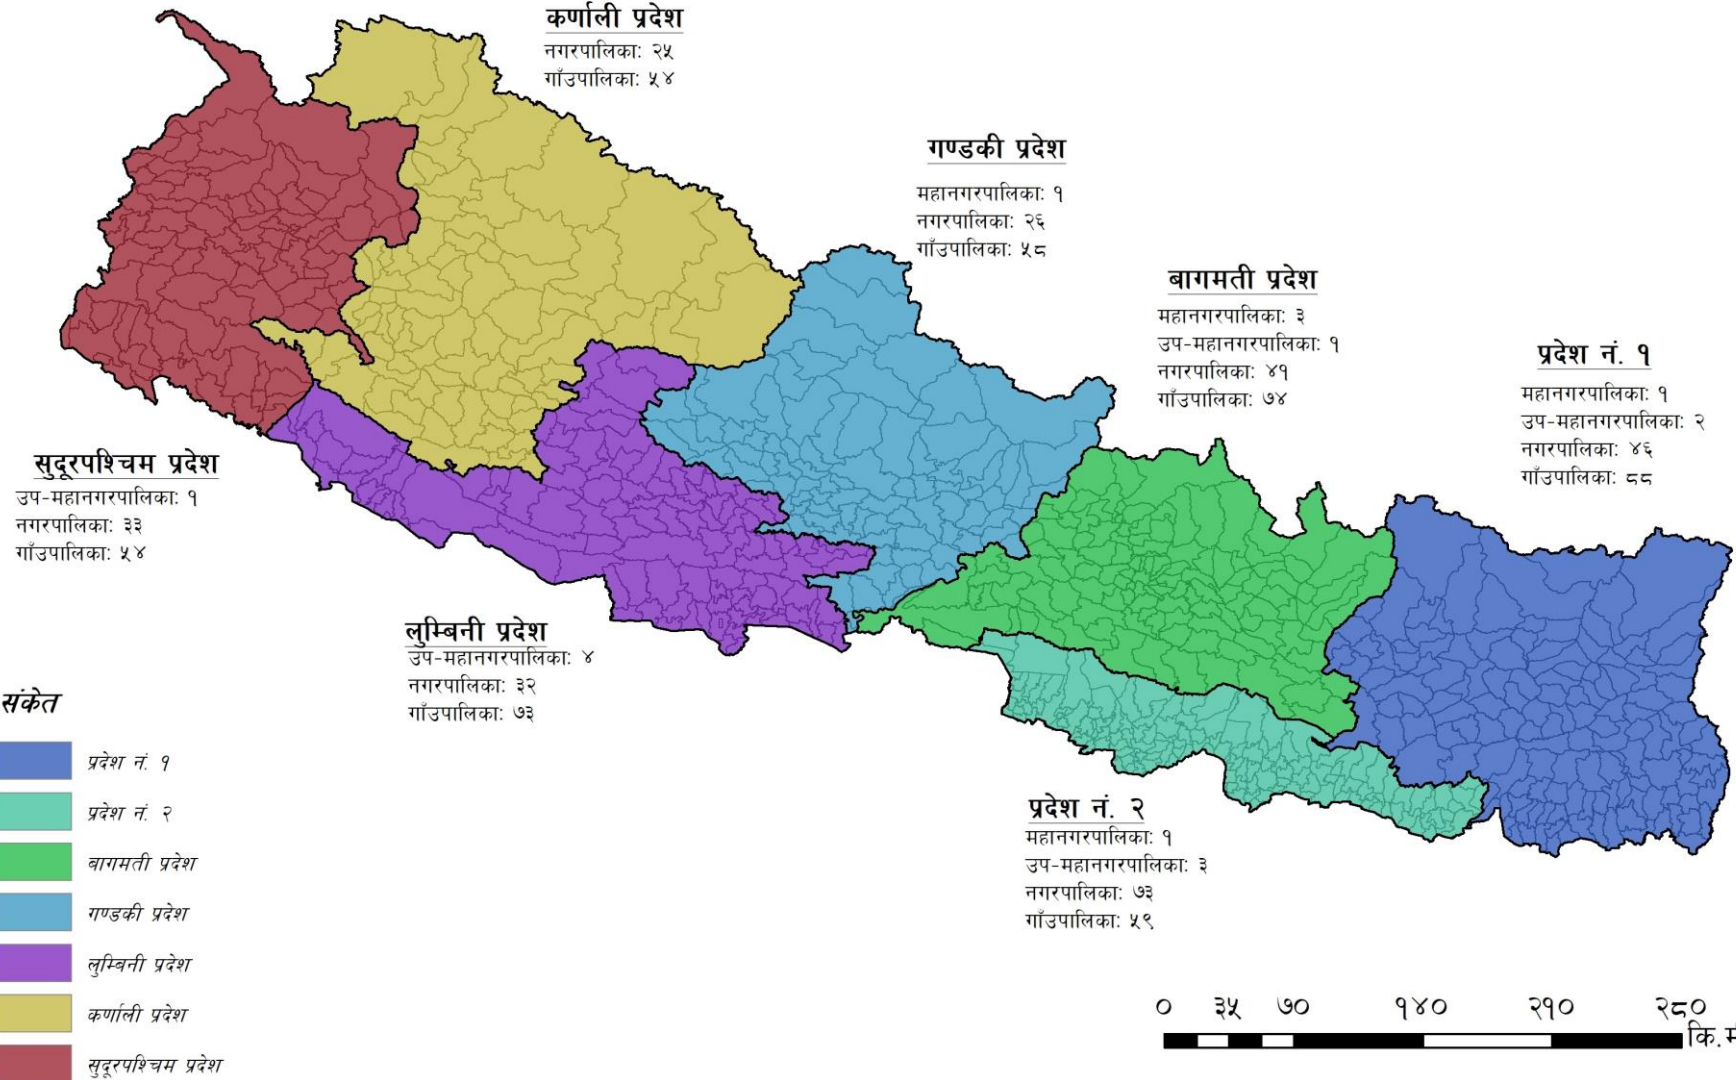 कर्णाली प्रदेश
नगरपालिका: २५
गाँउपालिका: ५४
गण्डकी प्रदेश
महानगरपालिका: १
नगरपालिका: २६
गाँउपालिका: ५८
बागमती प्रदेश
महानगरपालिका: ३
उप-महानगरपालिका: १
नगरपालिका: ४१
गाँउपालिका: ७४
प्रदेश नं. १
महानगरपालिका: १
उप-महानगरपालिका: २
नगरपालिका: ४६
गाँउपालिका: ८८
सुदूरपश्चिम प्रदेश
उप-महानगरपालिका: १
नगरपालिका: ३३
गाँउपालिका: ५४
लुम्बिनी प्रदेश
उप-महानगरपालिका: ४
नगरपालिका: ३२
गाँउपालिका: ७३
प्रदेश नं. २
महानगरपालिका: १
उप-महानगरपालिका: ३
नगरपालिका: ७३
गाँउपालिका: ५९
संकेत
प्रदेश नं. १
प्रदेश नं. २
बागमती प्रदेश
गण्डकी प्रदेश
लुम्बिनी प्रदेश
कर्णाली प्रदेश
सुदूरपश्चिम प्रदेश
० ३५ ७० १४० २१० २८०
कि.